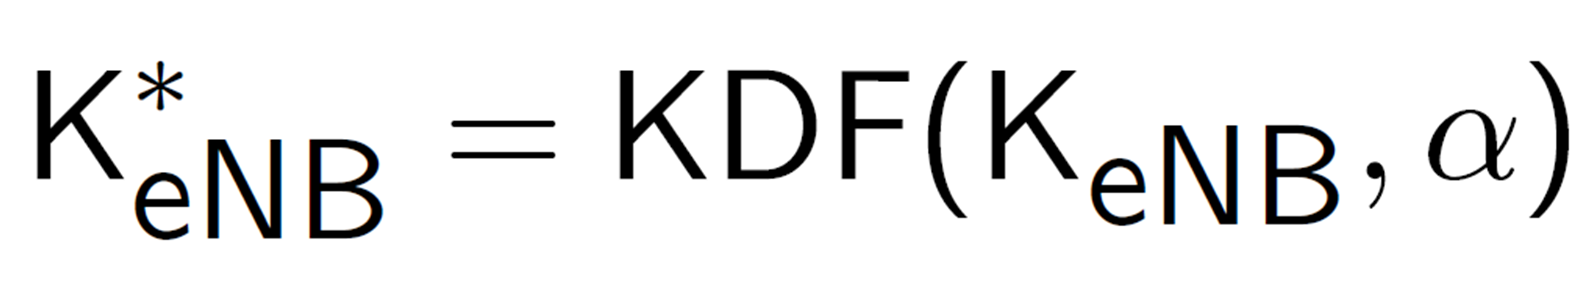 K*eNB = KDF(KeNB, α)